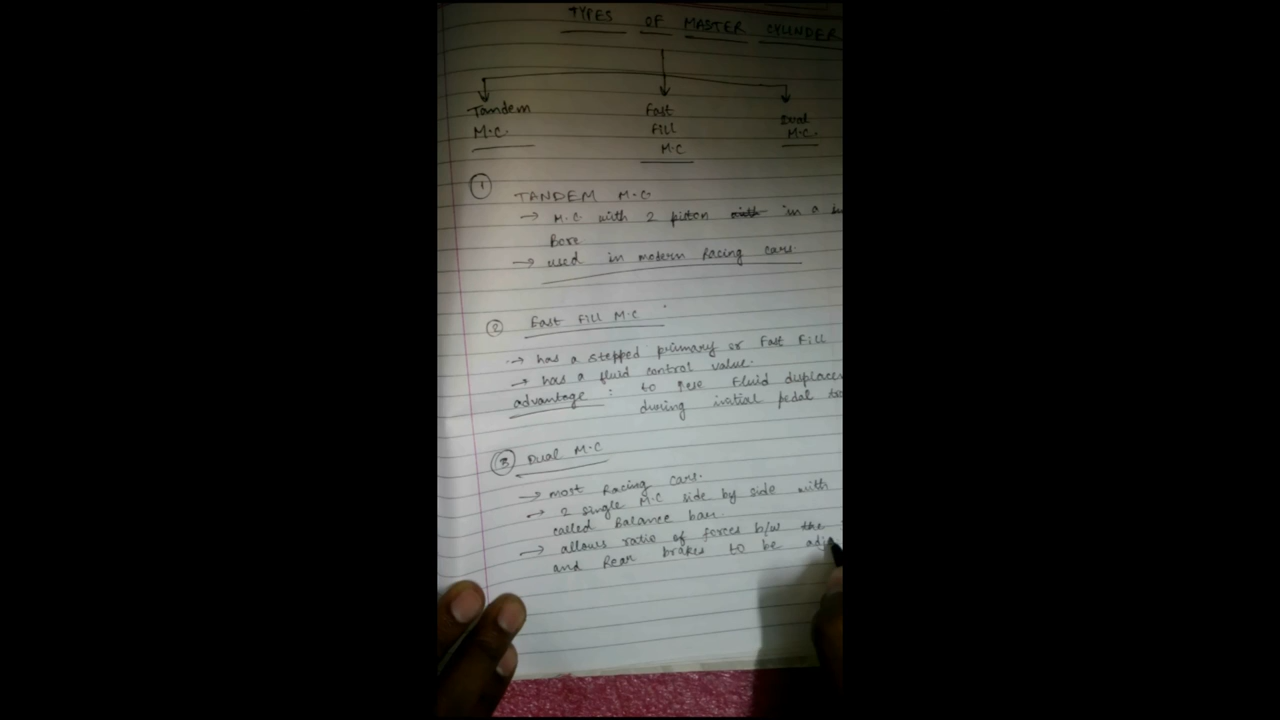 TYPES OF MASTER CYLINDER
Tandem
M.C.
Fast
Fill
M.C
Dual
M.C.
① TANDEM M.C
→ M.C with 2 piston in a
Bore
→ used in modern Racing cars.
② Fast Fill M.C
→ has a stepped primary or Fast Fill
→ has a fluid control value.
advantage : to Fluid displace
during initial pedal
③ Dual M.C
→ most Racing cars.
→ 2 single M.C side by side with
called Balance bar.
→ allows ratio of forces b/w the
and Rear brakes to be adj